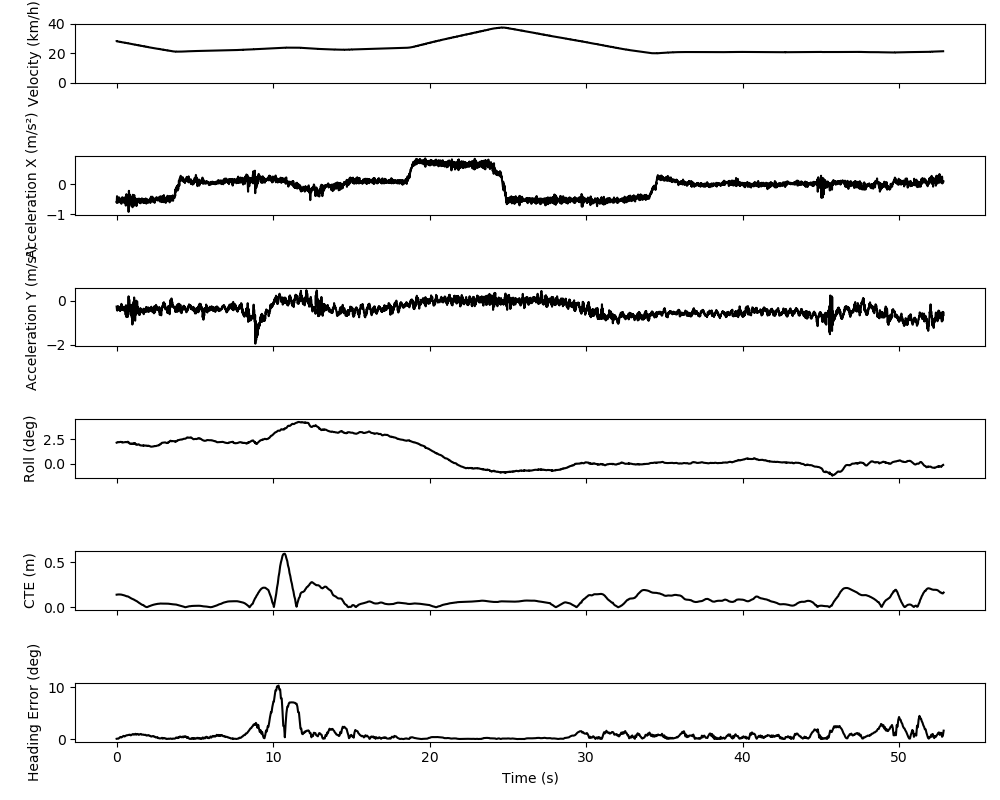 Velocity (km/h)
40
20
0
Acceleration X (m/s²)
0
−1
Acceleration Y (m/s²)
0
−2
Roll (deg)
2.5
0.0
CTE (m)
0.5
0.0
Heading Error (deg)
10
0
0 10 20 30 40 50
Time (s)